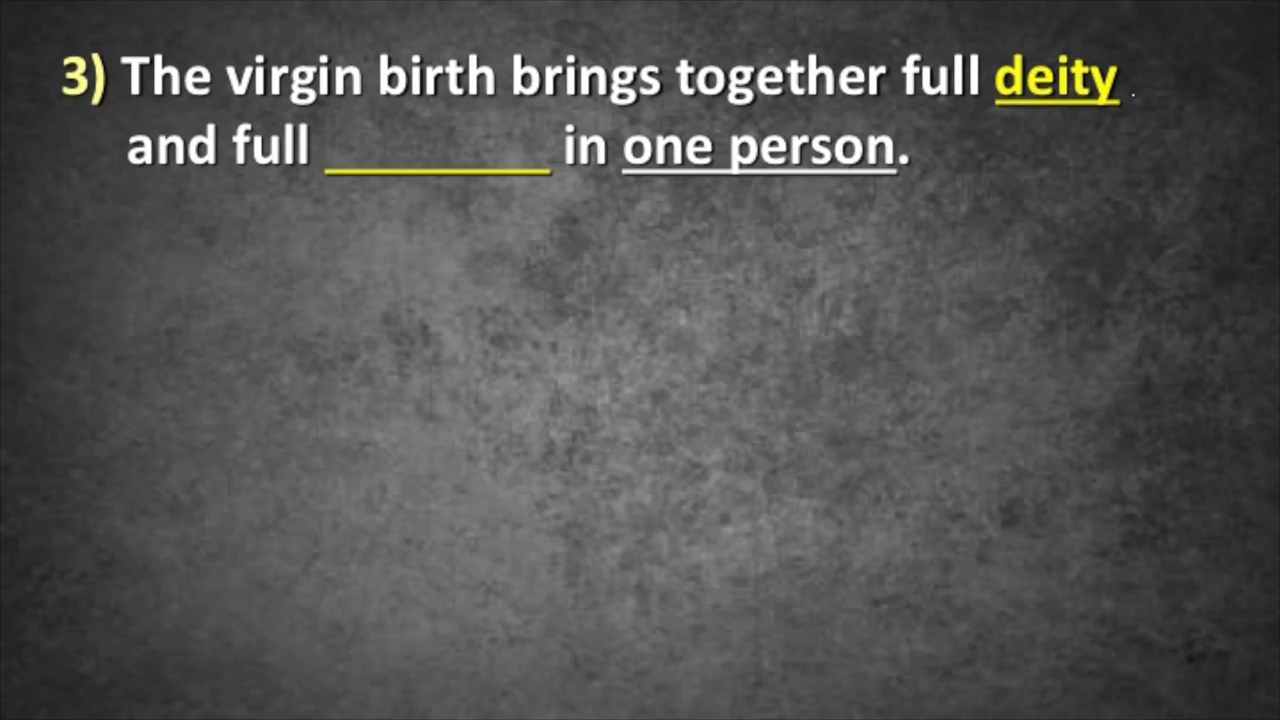 3) The virgin birth brings together full deity .
and full ________ in one person.